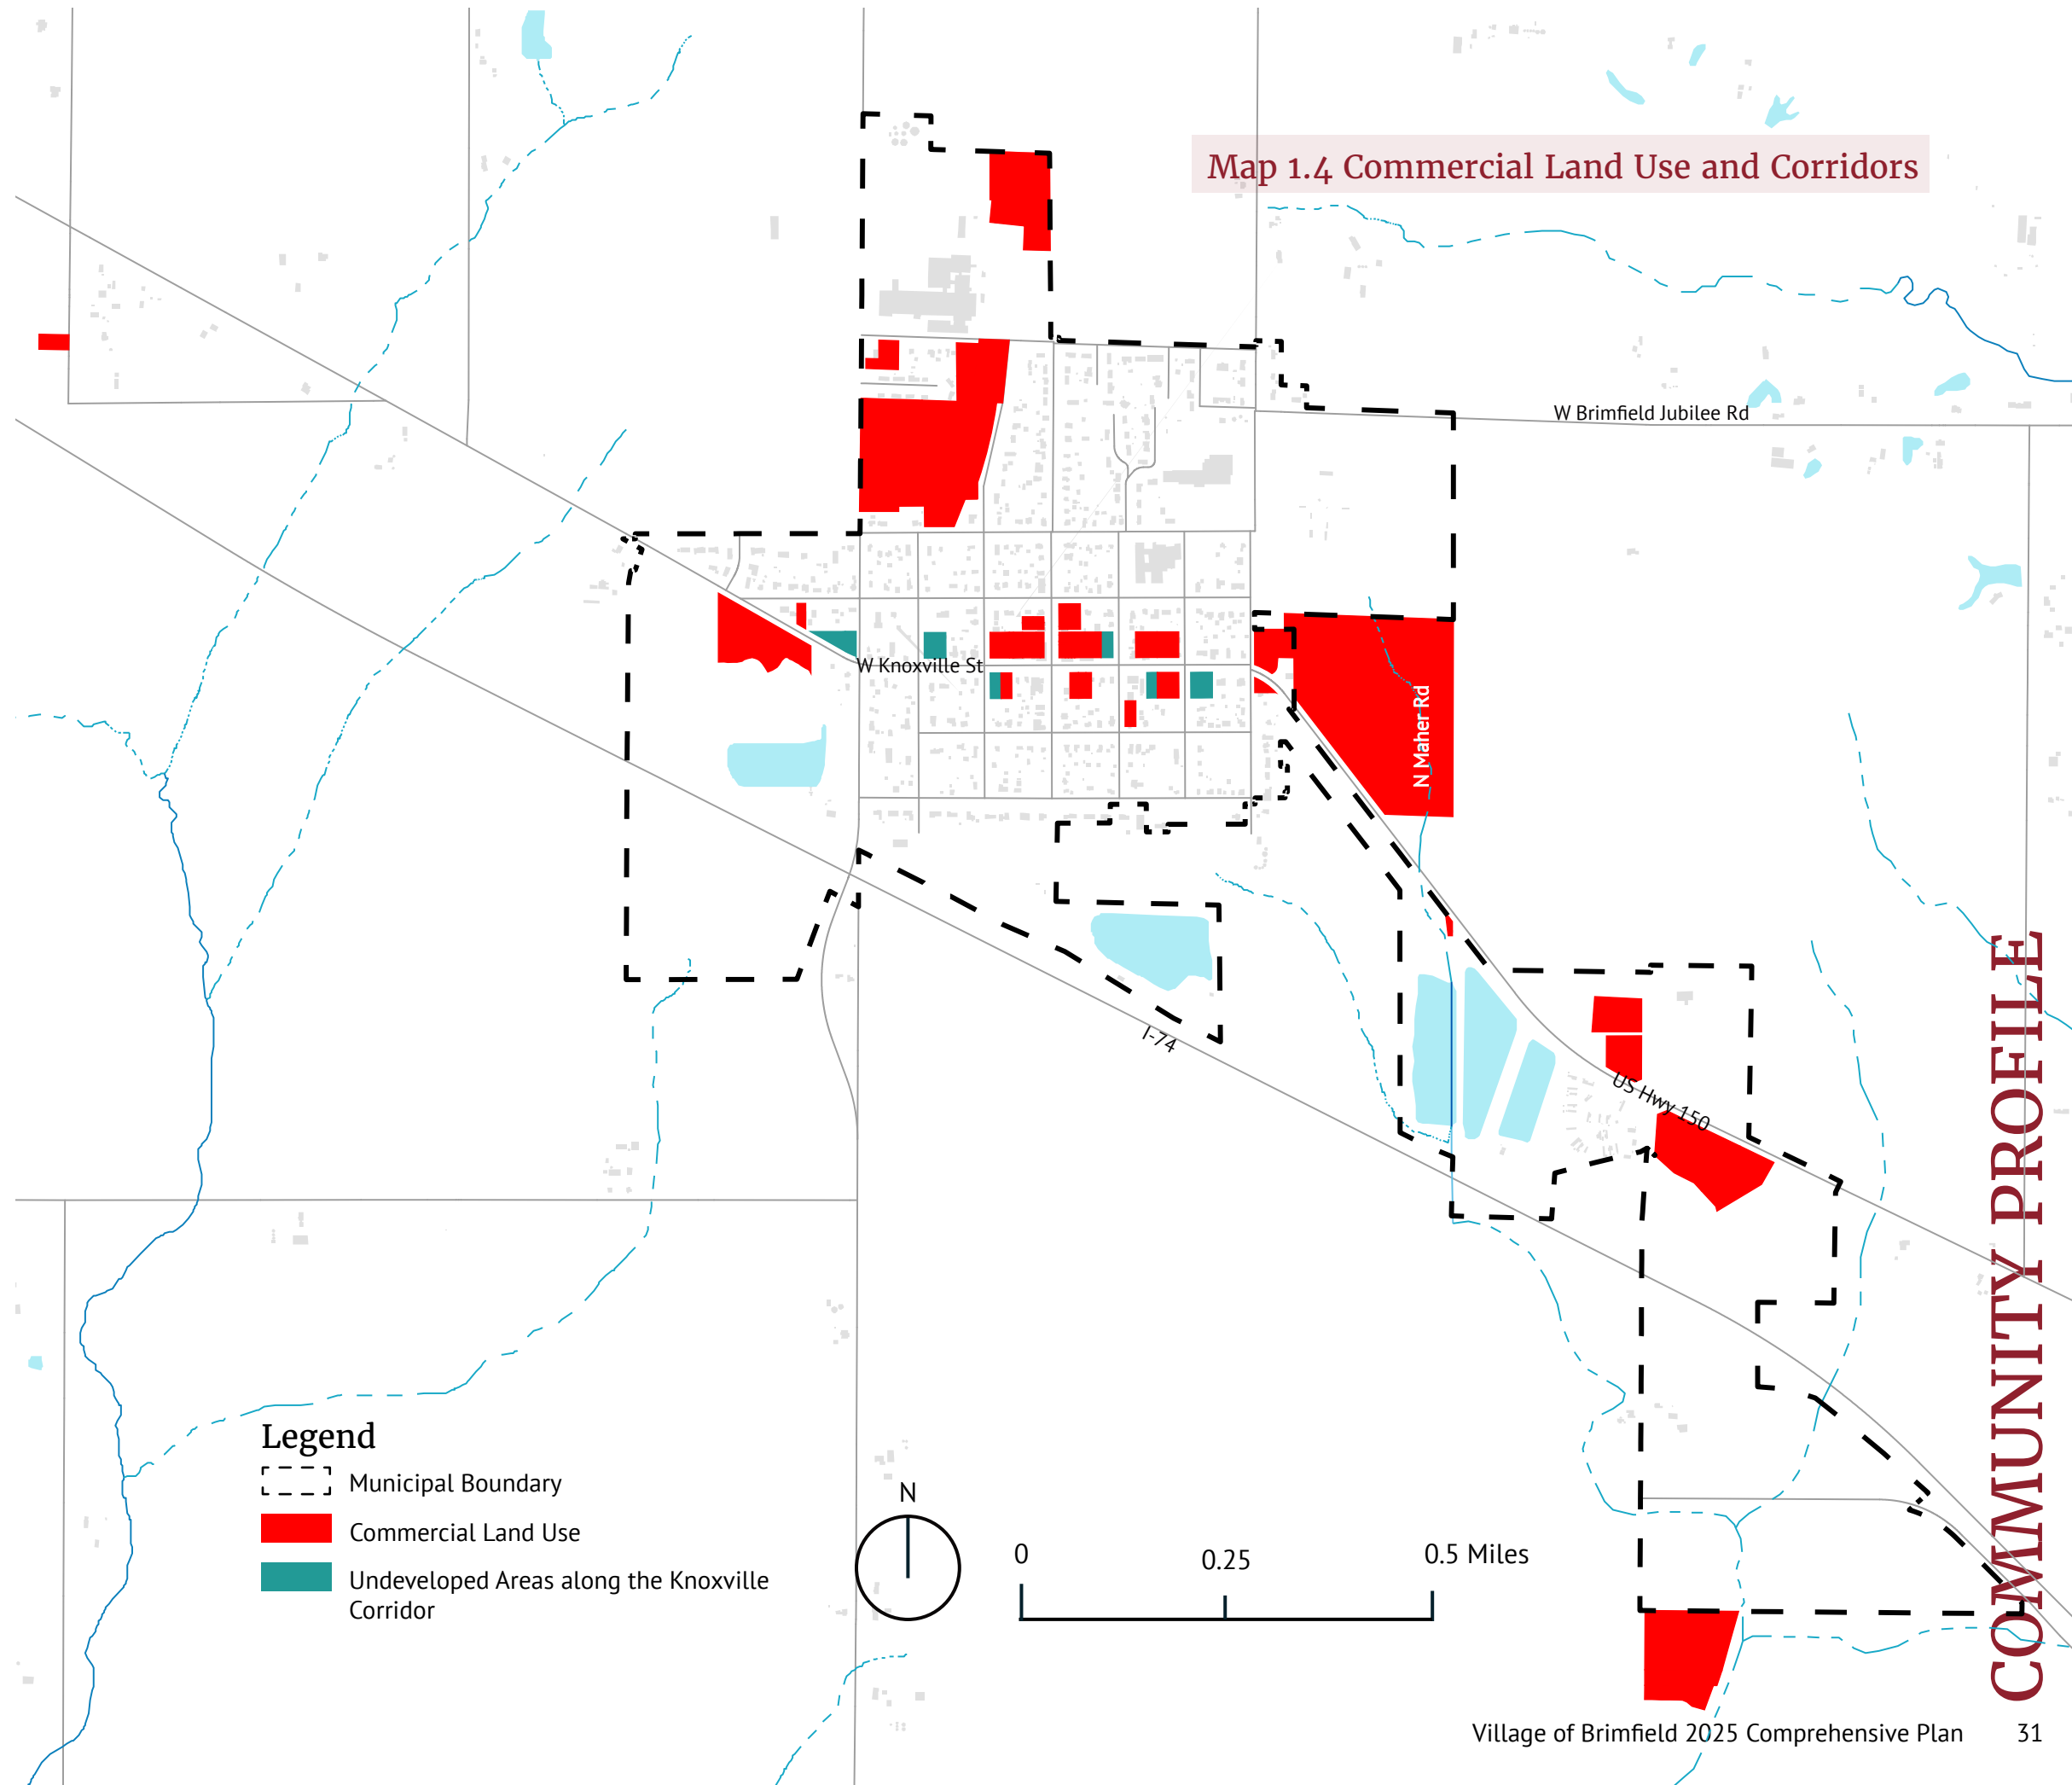 Map 1.4 Commercial Land Use and Corridors
W Brimfield Jubilee Rd
W Knoxville St
N Maher Rd
I-74
US Hwy 150
COMMUNITY PROFILE
Legend
Municipal Boundary
Commercial Land Use
Undeveloped Areas along the Knoxville
Corridor
N
0
0.25
0.5 Miles
Village of Brimfield 2025 Comprehensive Plan 31